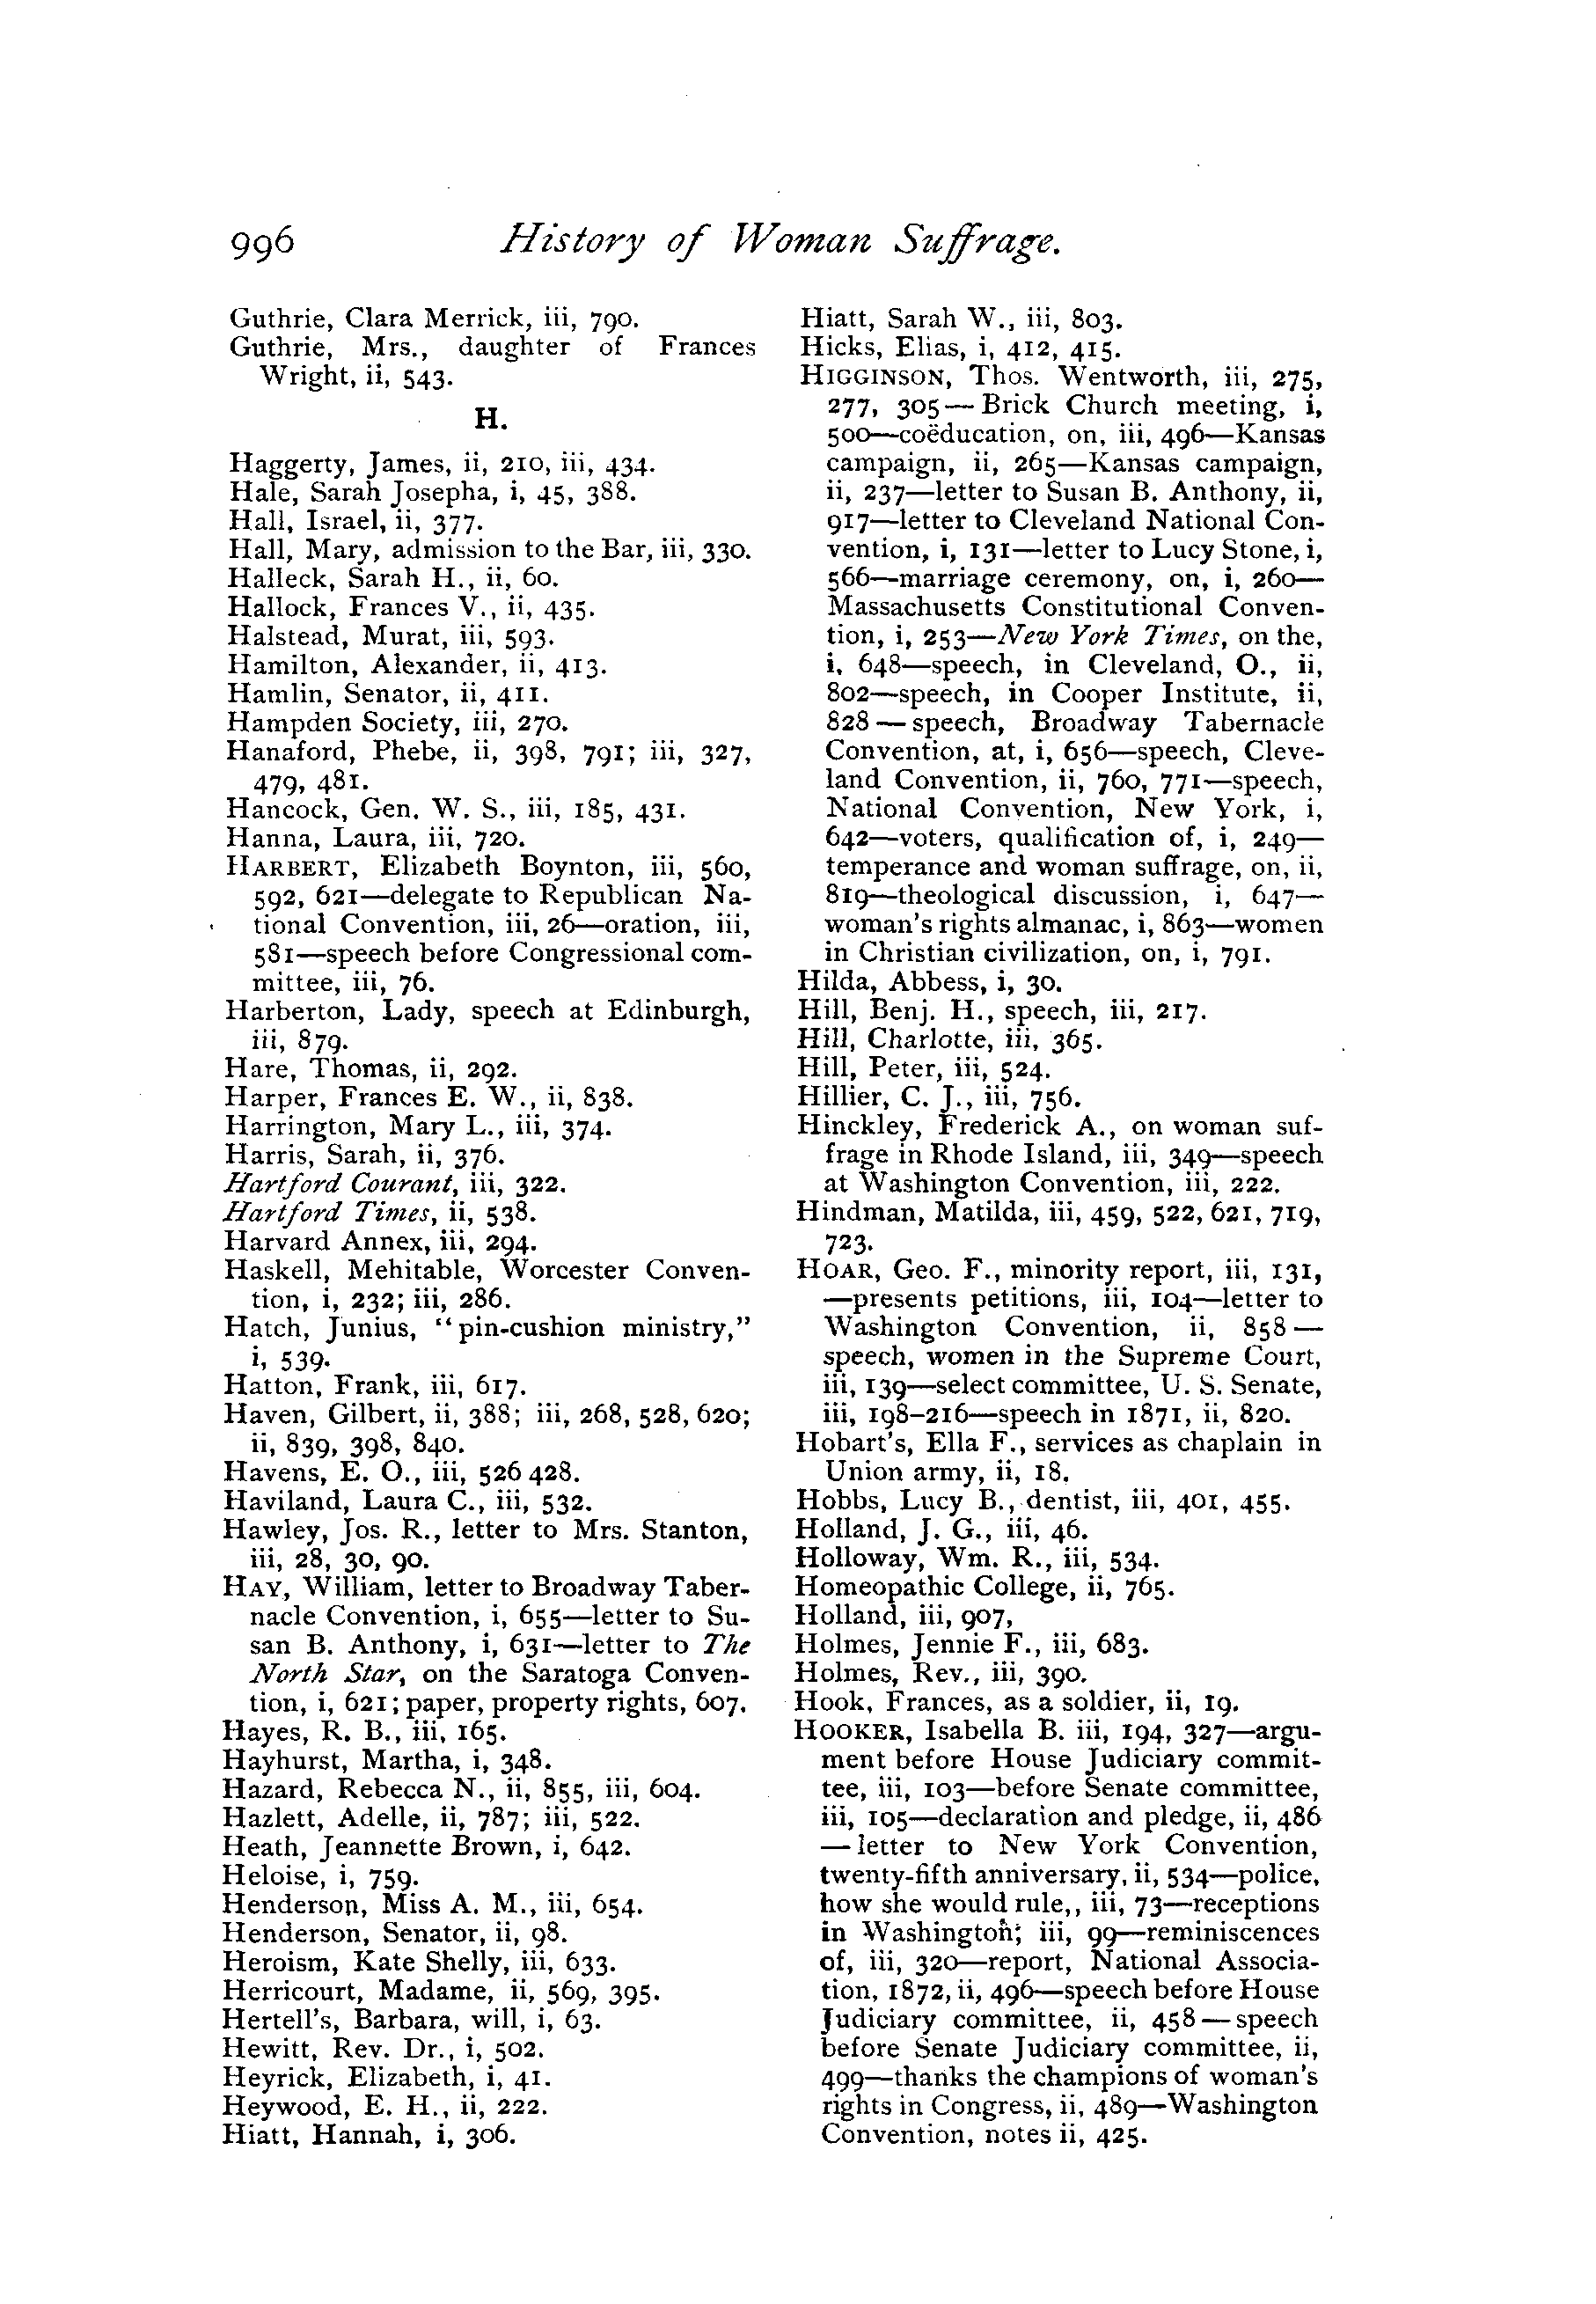 996
History of Woman Suffrage.
Guthrie, Clara Merrick, iii, 790.
Guthrie, Mrs., daughter of Frances
Wright, ii, 543.
H.
Haggerty, James, ii, 210, iii, 434.
Hale, Sarah Josepha, i, 45, 388.
Hall, Israel, ii, 377.
Hall, Mary, admission to the Bar, iii, 330.
Halleck, Sarah H., ii, 60.
Hallock, Frances V., ii, 435.
Halstead, Murat, iii, 593.
Hamilton, Alexander, ii, 413.
Hamlin, Senator, ii, 411.
Hampden Society, iii, 270.
Hanaford, Phebe, ii, 398, 791; iii, 327,
479, 481.
Hancock, Gen. W. S., iii, 185, 431.
Hanna, Laura, iii, 720.
HARBERT, Elizabeth Boynton, iii, 560,
592, 621—delegate to Republican Na-
tional Convention, iii, 26—oration, iii,
581—speech before Congressional com-
mittee, iii, 76.
Harberton, Lady, speech at Edinburgh,
iii, 879.
Hare, Thomas, ii, 292.
Harper, Frances E. W., ii, 838.
Harrington, Mary L., iii, 374.
Harris, Sarah, ii, 376.
Hartford Courant, iii, 322.
Hartford Times, ii, 538.
Harvard Annex, iii, 294.
Haskell, Mehitable, Worcester Conven-
tion, i, 232; iii, 286.
Hatch, Junius, "pin-cushion ministry,"
i, 539.
Hatton, Frank, iii, 617.
Haven, Gilbert, ii, 388; iii, 268, 528, 620;
ii, 839, 398, 840.
Havens, E. O., iii, 526 428.
Haviland, Laura C., iii, 532.
Hawley, Jos. R., letter to Mrs. Stanton,
iii, 28, 30, 90.
HAY, William, letter to Broadway Taber-
nacle Convention, i, 655—letter to Su-
san B. Anthony, i, 631—letter to The
North Star, on the Saratoga Conven-
tion, i, 621; paper, property rights, 607.
Hayes, R. B., iii, 165.
Hayhurst, Martha, i, 348.
Hazard, Rebecca N., ii, 855, iii, 604.
Hazlett, Adelle, ii, 787; iii, 522.
Heath, Jeannette Brown, i, 642.
Heloise, i, 759.
Henderson, Miss A. M., iii, 654.
Henderson, Senator, ii, 98.
Heroism, Kate Shelly, iii, 633.
Herricourt, Madame, ii, 569, 395.
Hertell's, Barbara, will, i, 63.
Hewitt, Rev. Dr., i, 502.
Heyrick, Elizabeth, i, 41.
Heywood, E. H., ii, 222.
Hiatt, Hannah, i, 306.
Hiatt, Sarah W., iii, 803.
Hicks, Elias, i, 412, 415.
HIGGINSON, Thos. Wentworth, iii, 275,
277, 305—Brick Church meeting, i,
500—coëducation, on, iii, 496—Kansas
campaign, ii, 265—Kansas campaign,
ii, 237—letter to Susan B. Anthony, ii,
917—letter to Cleveland National Con-
vention, i, 131—letter to Lucy Stone, i,
566—marriage ceremony, on, i, 260—
Massachusetts Constitutional Conven-
tion, i, 253—New York Times, on the,
i, 648—speech, in Cleveland, O., ii,
802—speech, in Cooper Institute, ii,
828—speech, Broadway Tabernacle
Convention, at, i, 656—speech, Cleve-
land Convention, ii, 760, 771—speech,
National Convention, New York, i,
642—voters, qualification of, i, 249—
temperance and woman suffrage, on, ii,
819—theological discussion, i, 647—
woman's rights almanac, i, 863—women
in Christian civilization, on, i, 791.
Hilda, Abbess, i, 30.
Hill, Benj. H., speech, iii, 217.
Hill, Charlotte, iii, 365.
Hill, Peter, iii, 524.
Hillier, C. J., iii, 756.
Hinckley, Frederick A., on woman suf-
frage in Rhode Island, iii, 349—speech
at Washington Convention, iii, 222.
Hindman, Matilda, iii, 459, 522, 621, 719,
723.
HOAR, Geo. F., minority report, iii, 131,
—presents petitions, iii, 104—letter to
Washington Convention, ii, 858—
speech, women in the Supreme Court,
iii, 139—select committee, U. S. Senate,
iii, 198-216—speech in 1871, ii, 820.
Hobart's, Ella F., services as chaplain in
Union army, ii, 18.
Hobbs, Lucy B., dentist, iii, 401, 455.
Holland, J. G., iii, 46.
Holloway, Wm. R., iii, 534.
Homeopathic College, ii, 765.
Holland, iii, 907,
Holmes, Jennie F., iii, 683.
Holmes, Rev., iii, 390.
Hook, Frances, as a soldier, ii, 19.
HOOKER, Isabella B. iii, 194, 327—argu-
ment before House Judiciary commit-
tee, iii, 103—before Senate committee,
iii, 105—declaration and pledge, ii, 486
—letter to New York Convention,
twenty-fifth anniversary, ii, 534—police,
how she would rule,, iii, 73—receptions
in Washington; iii, 99—reminiscences
of, iii, 320—report, National Associa-
tion, 1872, ii, 496—speech before House
Judiciary committee, ii, 458—speech
before Senate Judiciary committee, ii,
499—thanks the champions of woman's
rights in Congress, ii, 489—Washington
Convention, notes ii, 425.